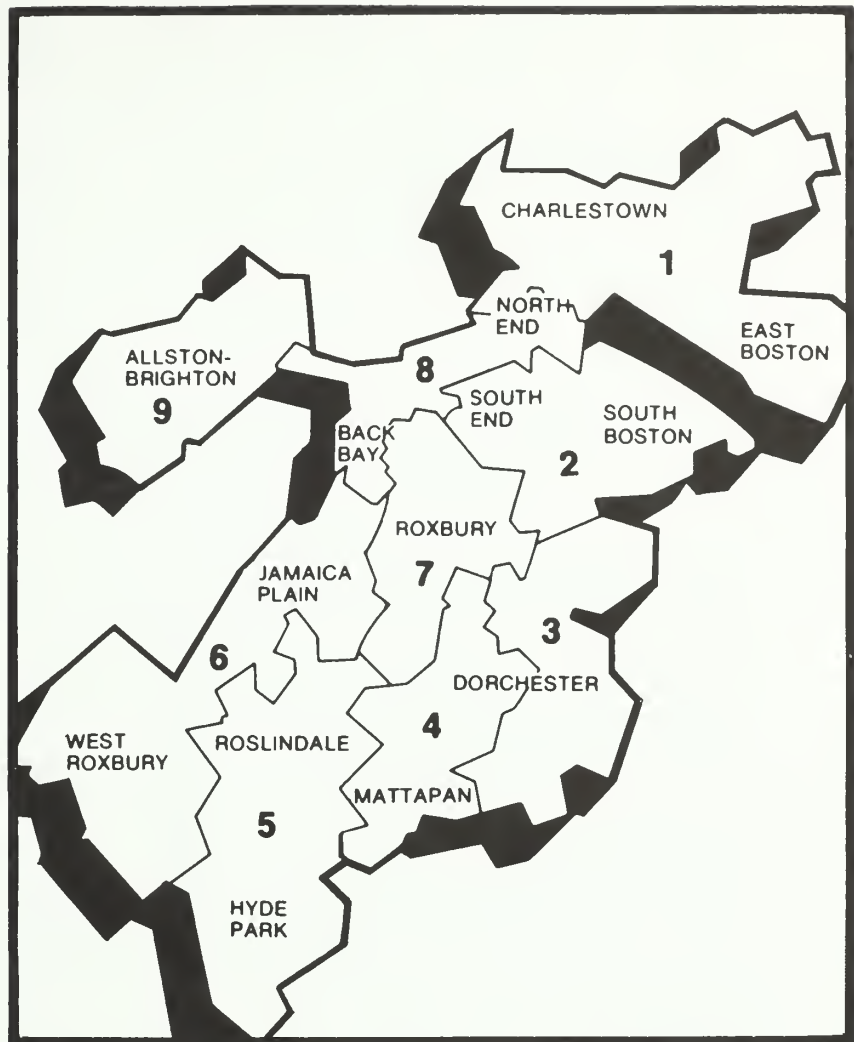 CHARLESTOWN
1
NORTH
END
EAST
BOSTON
ALLSTON-
BRIGHTON
9
8
SOUTH
END
SOUTH
BOSTON
2
BACK
BAY
ROXBURY
7
JAMAICA
PLAIN
3
6
DORCHESTER
4
WEST
ROXBURY
ROSLINDALE
MATTAPAN
5
HYDE
PARK